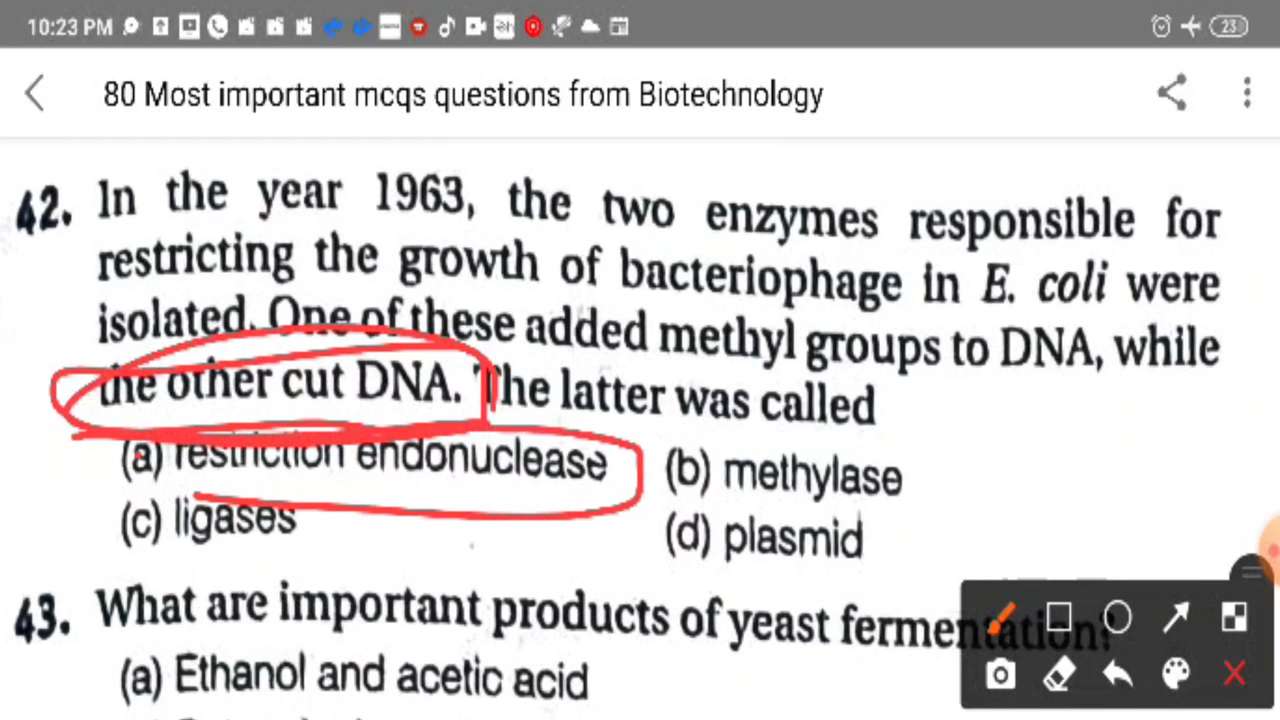 10:23 PM 23
80 Most important mcqs questions from Biotechnology
42. In the year 1963, the two enzymes responsible for
restricting the growth of bacteriophage in E. coli were
isolated. One of these added methyl groups to DNA, while
the other cut DNA. The latter was called
(a) restriction endonuclease (b) methylase
(c) ligases (d) plasmid
43. What are important products of yeast fermentation?
(a) Ethanol and acetic acid